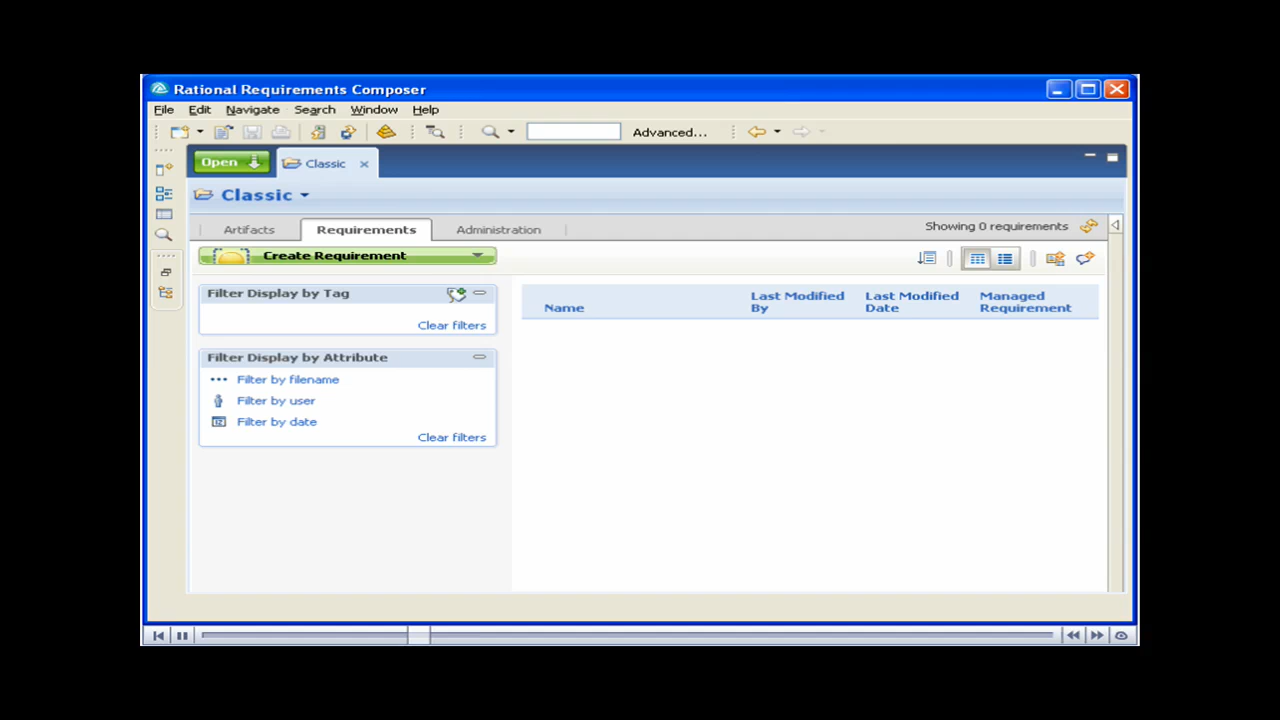 Rational Requirements Composer
File Edit Navigate Search Window Help
Advanced...
Open Classic
Classic
Artifacts Requirements Administration Showing 0 requirements
Create Requirement
Filter Display by Tag
Clear filters
Filter Display by Attribute
Filter by filename
Filter by user
Filter by date
Clear filters
Name Last Modified By Last Modified Date Managed Requirement